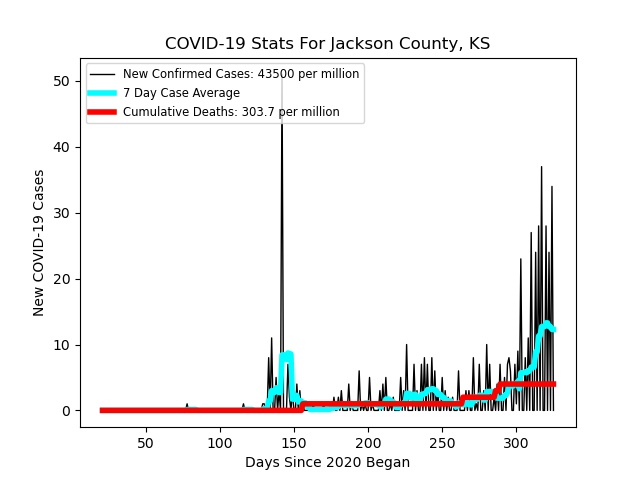 COVID-19 Stats For Jackson County, KS
New Confirmed Cases: 43500 per million
7 Day Case Average
Cumulative Deaths: 303.7 per million
New COVID-19 Cases
50
40
30
20
10
0
50 100 150 200 250 300
Days Since 2020 Began